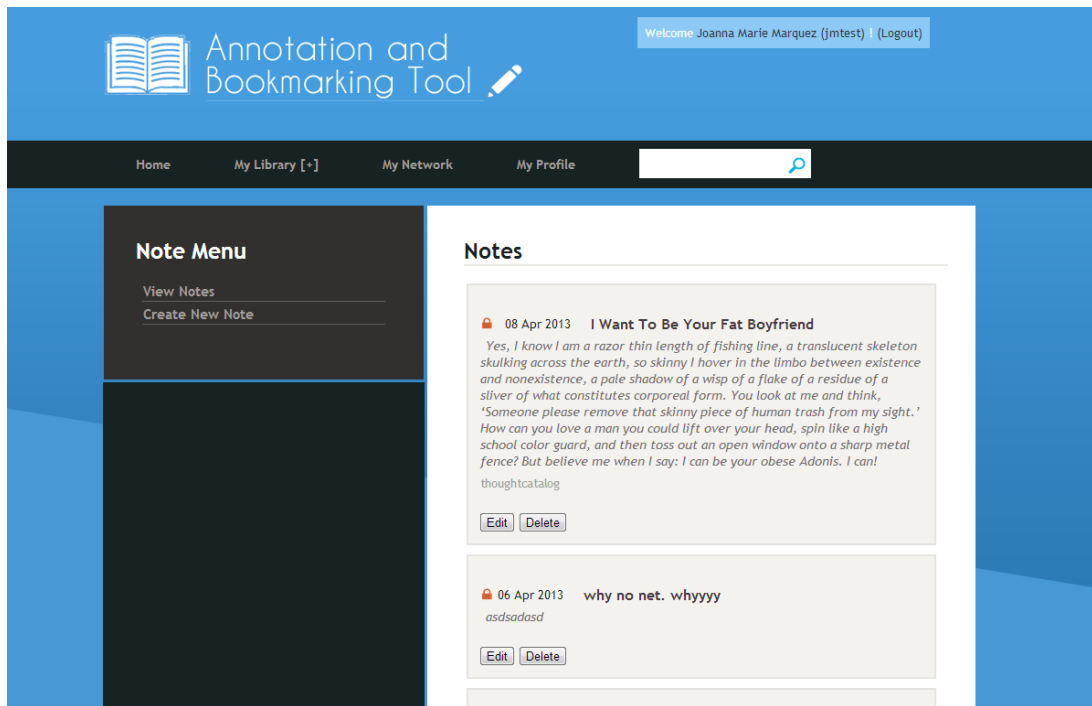 Welcome Joanna Marie Marquez (jmtest) ! (Logout)
Annotation and
Bookmarking Tool
Home My Library [+] My Network My Profile
Note Menu
View Notes
Create New Note
Notes
08 Apr 2013 I Want To Be Your Fat Boyfriend
Yes, I know I am a razor thin length of fishing line, a translucent skeleton
skulking across the earth, so skinny I hover in the limbo between existence
and nonexistence, a pale shadow of a wisp of a flake of a residue of a
sliver of what constitutes corporeal form. You look at me and think,
‘Someone please remove that skinny piece of human trash from my sight.’
How can you love a man you could lift over your head, spin like a high
school color guard, and then toss out an open window onto a sharp metal
fence? But believe me when I say: I can be your obese Adonis. I can!
thoughtcatalog
Edit Delete
06 Apr 2013 why no net. whyyyy
asdsadasd
Edit Delete